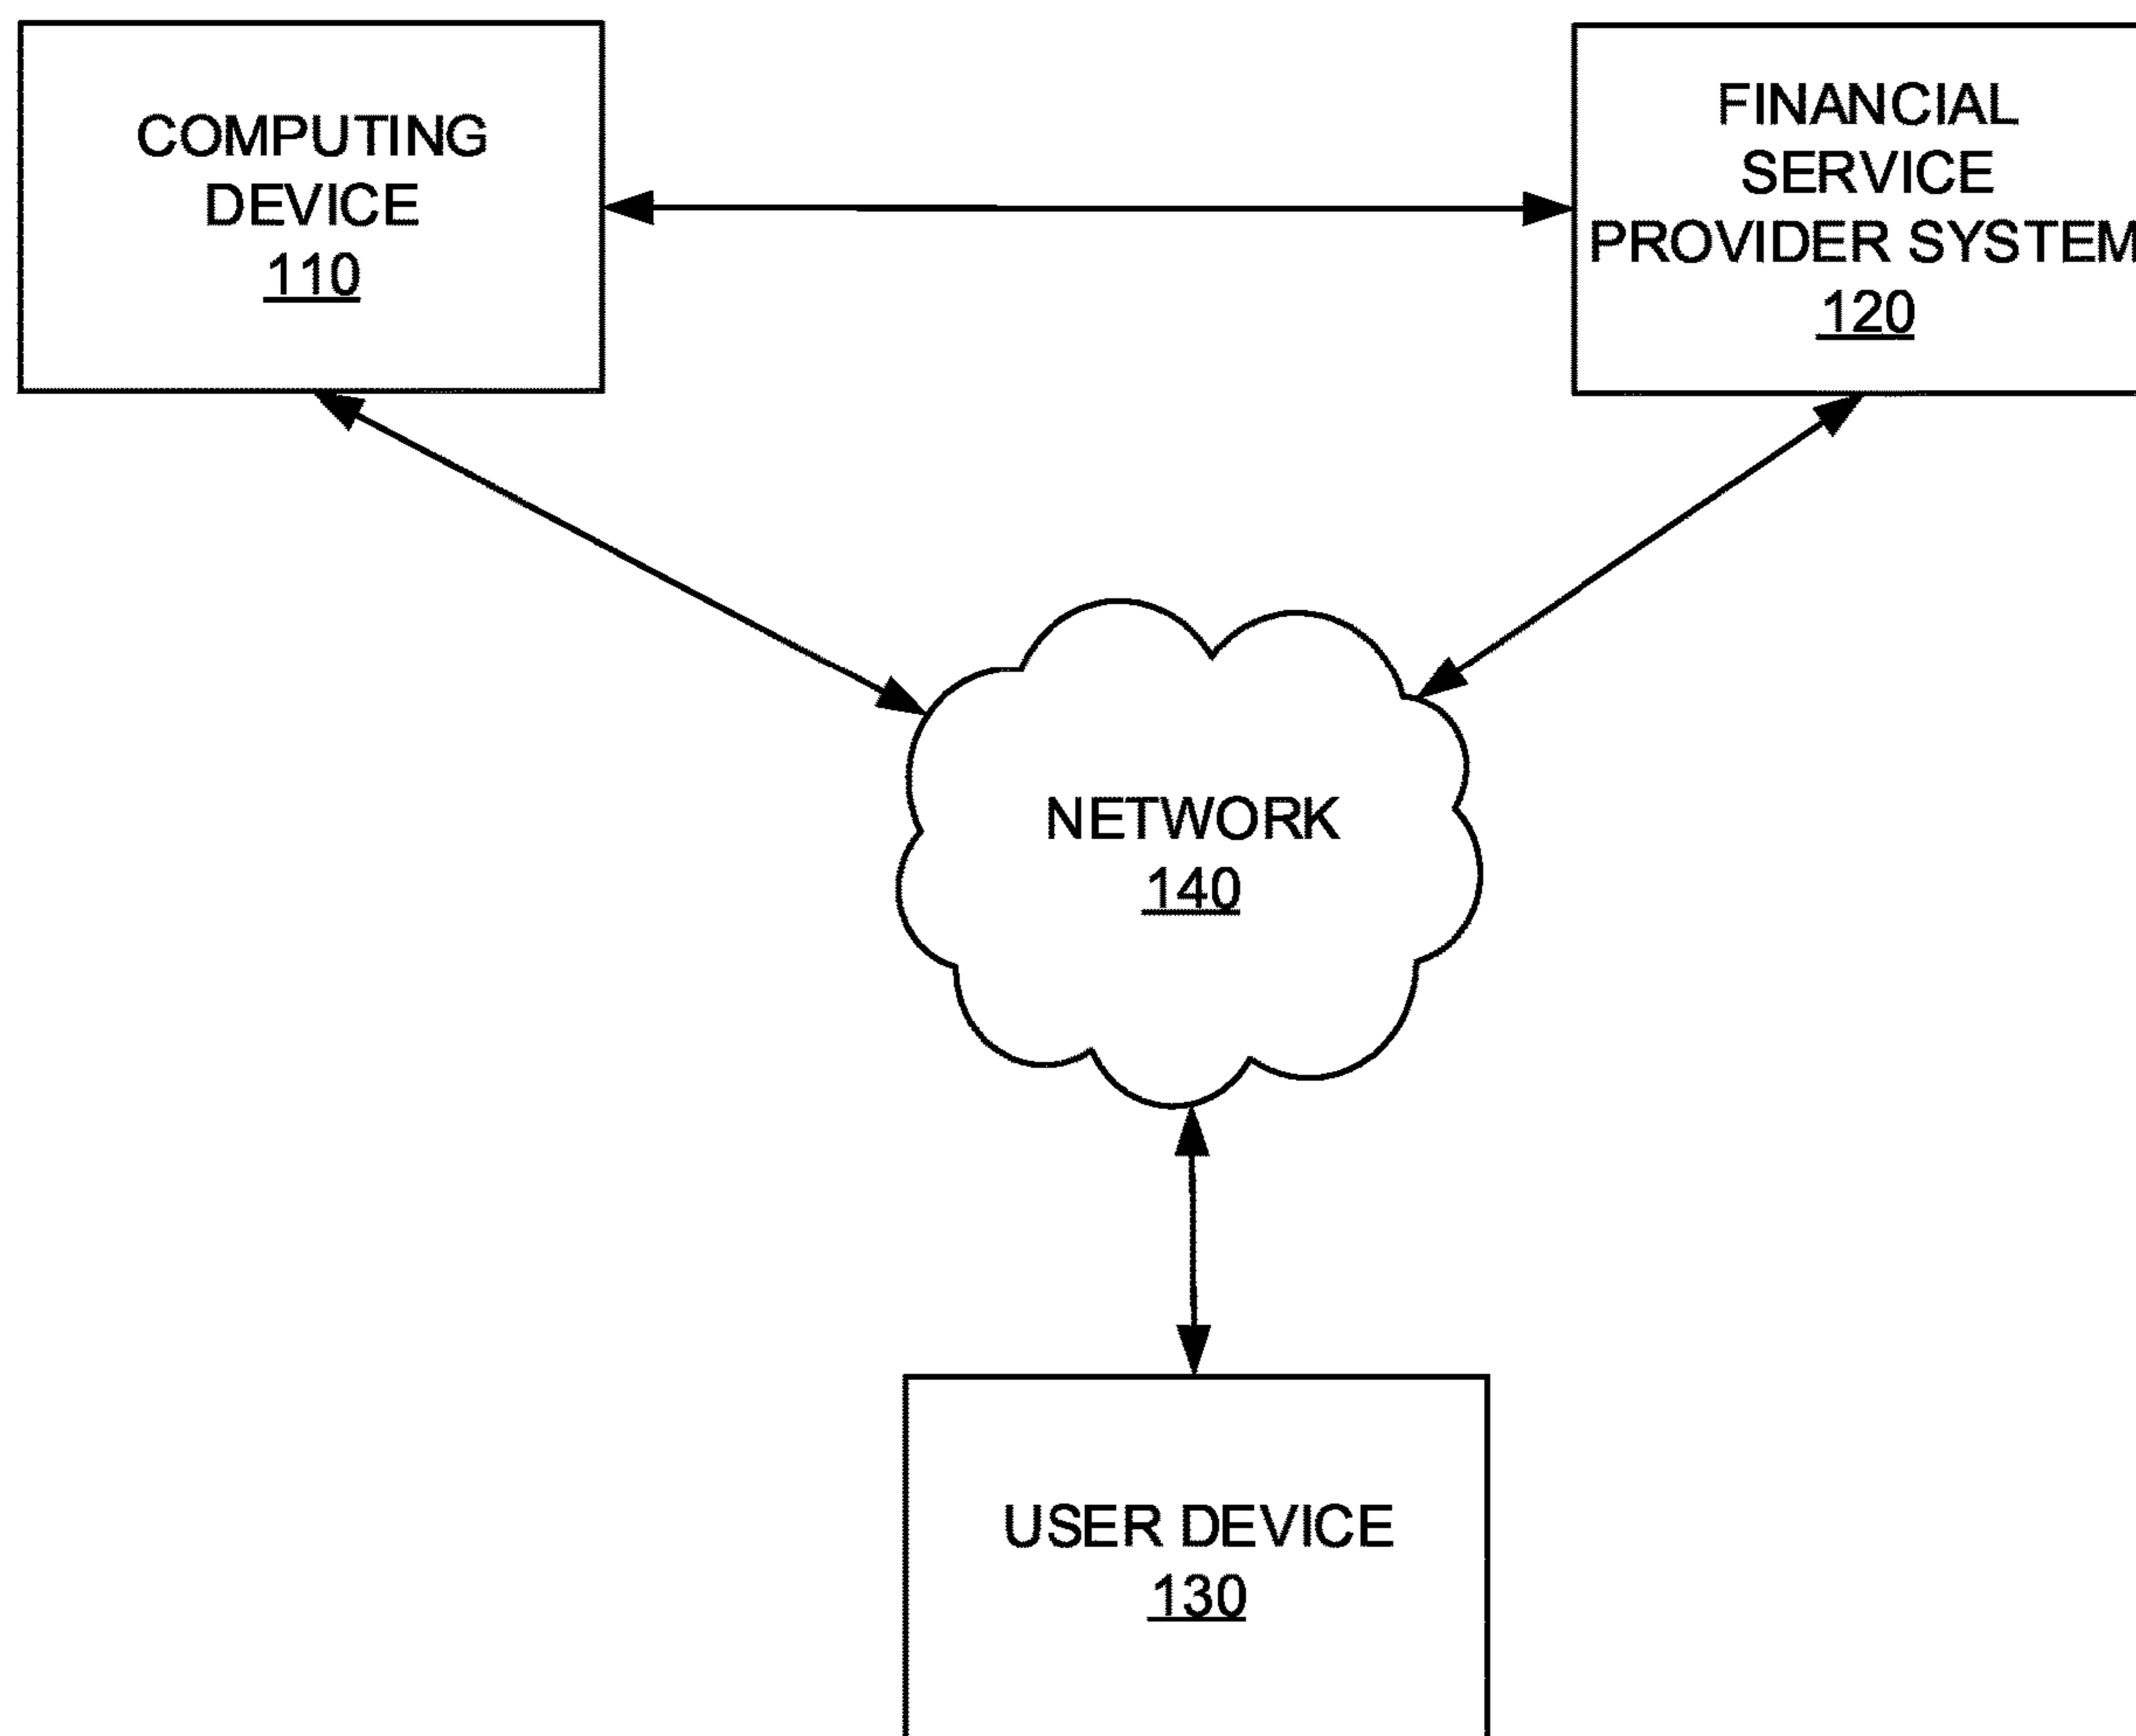 COMPUTING
DEVICE
110
FINANCIAL
SERVICE
PROVIDER SYSTEM
120
NETWORK
140
USER DEVICE
130